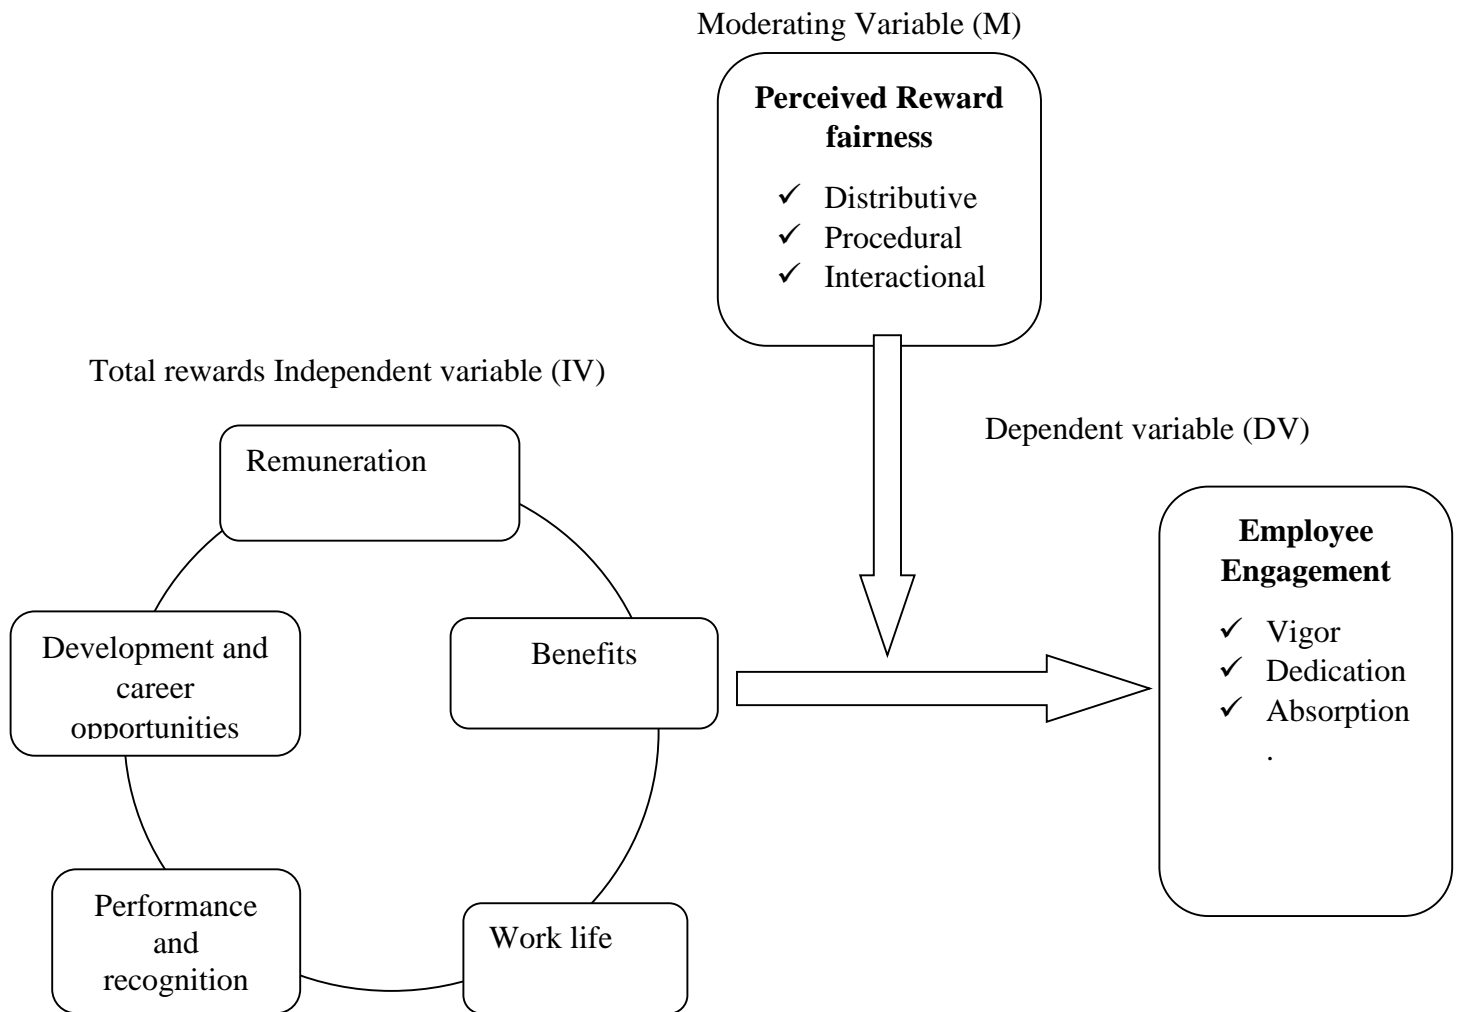 Moderating Variable (M)
Perceived Reward
fairness
✓ Distributive
✓ Procedural
✓ Interactional
Total rewards Independent variable (IV)
Dependent variable (DV)
Remuneration
Employee
Engagement
✓ Vigor
✓ Dedication
✓ Absorption
.
Development and
career
opportunities
Benefits
Performance
and
recognition
Work life